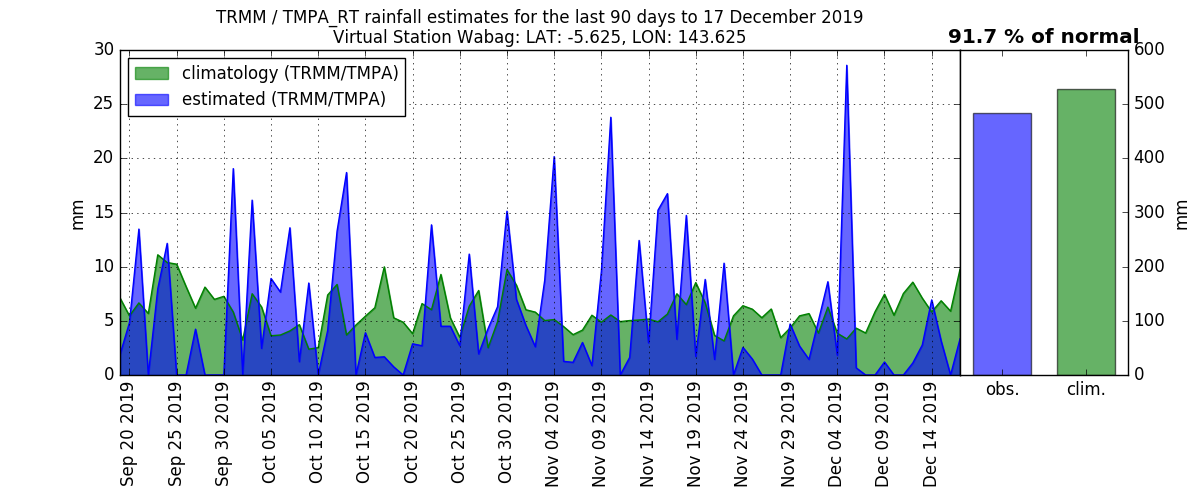 TRMM / TMPA_RT rainfall estimates for the last 90 days to 17 December 2019
Virtual Station Wabag: LAT: -5.625, LON: 143.625
91.7 % of normal
climatology (TRMM/TMPA)
estimated (TRMM/TMPA)
mm
30
25
20
15
10
5
0
600
500
400
300
200
100
0
mm
Sep 20 2019
Sep 25 2019
Sep 30 2019
Oct 05 2019
Oct 10 2019
Oct 15 2019
Oct 20 2019
Oct 25 2019
Oct 30 2019
Nov 04 2019
Nov 09 2019
Nov 14 2019
Nov 19 2019
Nov 24 2019
Nov 29 2019
Dec 04 2019
Dec 09 2019
Dec 14 2019
obs.
clim.